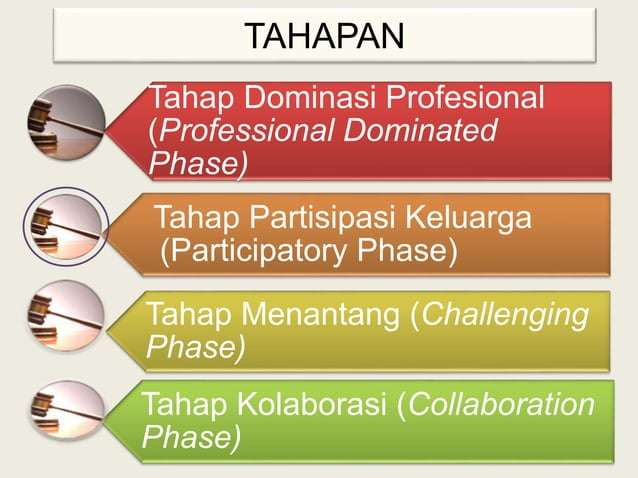 TAHAPAN
Tahap Dominasi Profesional
(Professional Dominated
Phase)
Tahap Partisipasi Keluarga
(Participatory Phase)
Tahap Menantang (Challenging
Phase)
Tahap Kolaborasi (Collaboration
Phase)